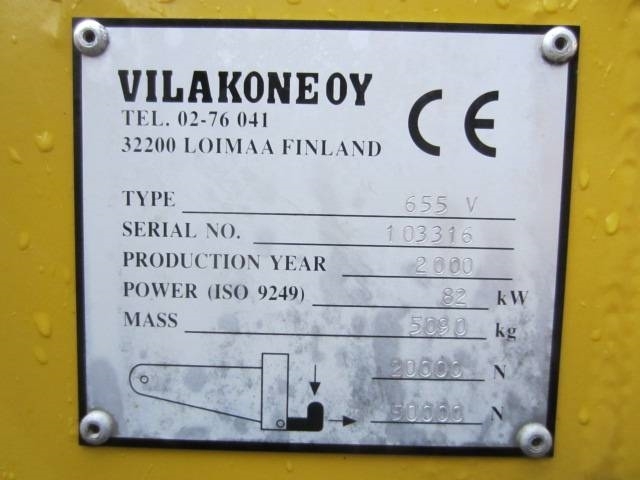 VILAKONE OY
TEL. 02-76 041
32200 LOIMAA FINLAND
CE
TYPE 655 V
SERIAL NO. 103316
PRODUCTION YEAR 2000
POWER (ISO 9249) 82 kW
MASS 5090 kg
20000 N
50000 N